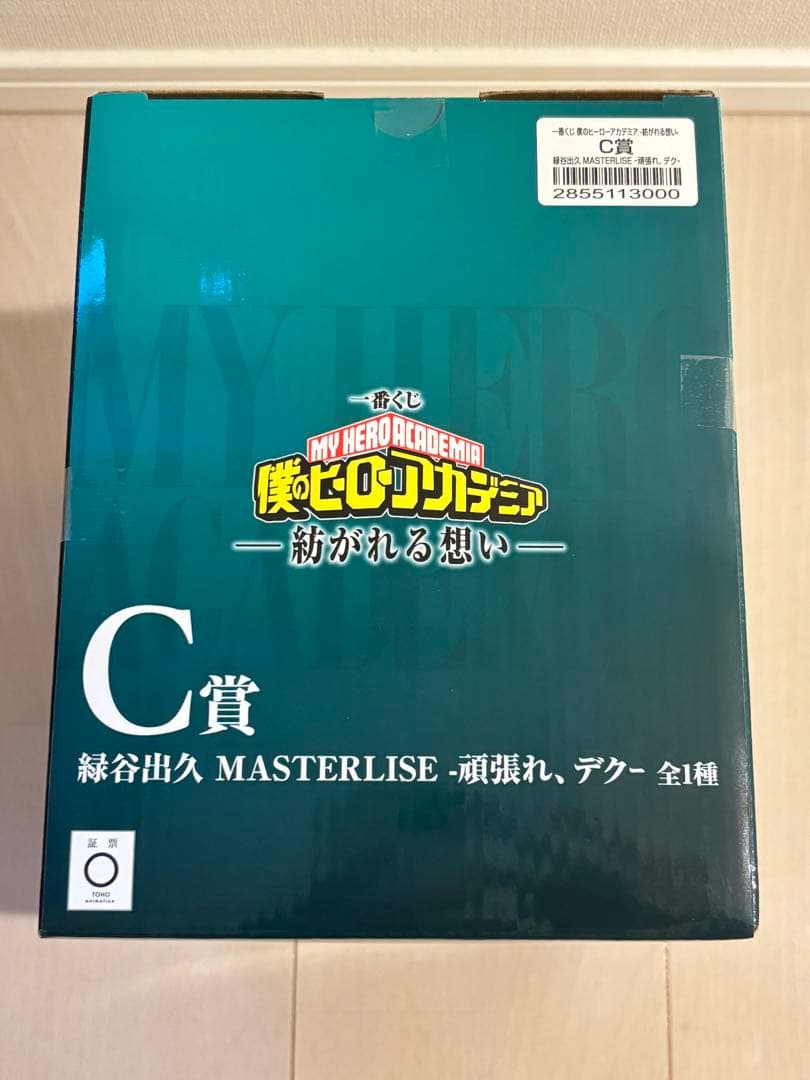 一番くじ 僕のヒーローアカデミア -紡がれる想い-
C賞
緑谷出久 MASTERLISE -頑張れ、デク-
2855113000
MY HERO
ACADEMIA
一番くじ
MY HERO ACADEMIA
僕のヒーローアカデミア
―紡がれる想い―
C賞
緑谷出久 MASTERLISE -頑張れ、デク- 全1種
証票
TOHO
animation